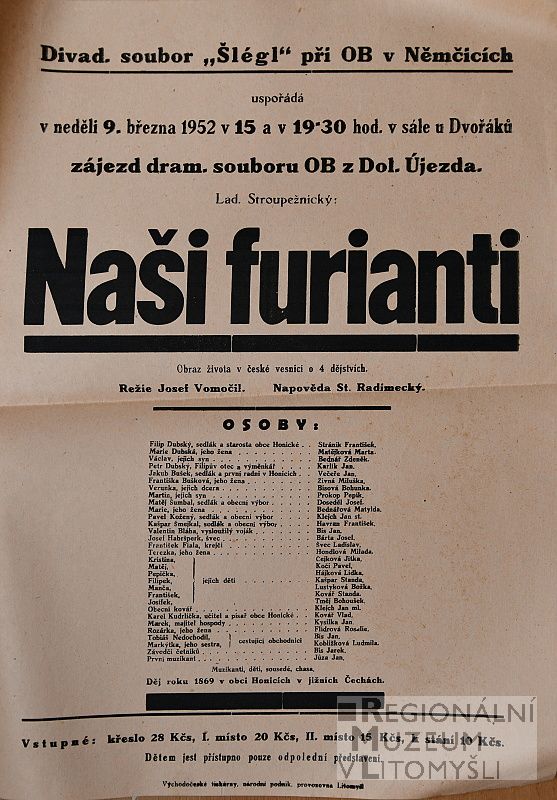 Divad. soubor „Šlégl“ při OB v Němčicích
uspořádá
v neděli 9. března 1952 v 15 a v 19·30 hod. v sále u Dvořáků
zájezd dram. souboru OB z Dol. Újezda.
Lad. Stroupežnický:
Naši furianti
Obraz života v české vesnici o 4 dějstvích.
Režie Josef Vomočil. Napověda St. Radimecký.
OSOBY:
Filip Dubský, sedlák a starosta obce Honické . . Stráník František,
Marie Dubská, jeho žena . . . . . . Matějková Marta.
Václav, jejich syn . . . . . . Bednář Zdeněk.
Petr Dubský, Filipův otec a výměnkář . . . Karlík Jan,
Jakub Bušek, sedlák a první radní v Honicích . . Večeře Jan,
Františka Bušková, jeho žena . . . . . . Živná Miluška,
Verunka, jejich dcera . . . . . . Bisová Bohunka.
Martin, jejich syn . . . . . . Prokop Pepík,
Matěj Šumbal, sedlák a obecní výbor . . . Doseděl Josef,
Marie, jeho žena . . . . . . Bednářová Matylda.
Pavel Kožený, sedlák a obecní výbor . . . Klejch Jan st.
Kašpar Smejkal, sedlák a obecní výbor . . . Havran František,
Valentin Bláha, vysloužilý voják . . . . . . Bis Jan,
Josef Habršperk, švec . . . . . . Bárta Josef,
František Fiala, krejčí . . . . . . Švec Ladislav,
Terezka, jeho žena . . . . . . Hondlová Milada.
Kristina, Cejková Jitka,
Matěj, Kočí Pavel,
Pepička, Hájková Lidka,
Filípek, jejich děti Kašpar Standa,
Manča, Lustyková Božka,
František, Kovář Standa.
Josífek, Tměj Bohoušek,
Obecní kovář . . . . . . Klejch Jan ml.
Karel Kudrlička, učitel a písař obce Honické . . Kovář Vlad,
Marek, majitel hospody . . . . . . Kysilka Jan.
Rozárka, jeho žena . . . . . . Flídrová Rosalie,
Tobiáš Nedochodil, Bis Jan,
Markytka, jeho sestra, cestující obchodníci Koblížková Ludmila.
Závodčí četníků . . . . . . Bis Jarek,
První muzikant . . . . . . Jůza Jan,
Muzikanti, děti, sousedé, chasa,
Děj roku 1869 v obci Honicích v jižních Čechách.
Vstupné: křeslo 28 Kčs, I. místo 20 Kčs, II. místo 15 Kčs, k stání 10 Kčs.
Dětem jest přístupno pouze odpolední představení.
Východočeské tiskárny, národní podnik, provozovna Litomyšl
REGIONÁLNÍ
MUZEUM
V LITOMYŠLI